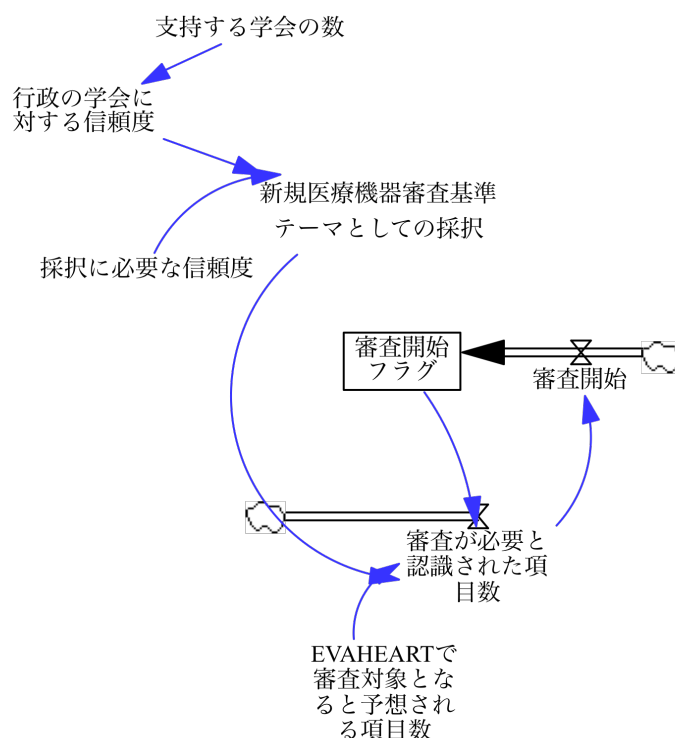 支持する学会の数
行政の学会に
対する信頼度
新規医療機器審査基準
テーマとしての採択
採択に必要な信頼度
審査開始
フラグ
審査開始
審査が必要と
認識された項
目数
EVAHEARTで
審査対象とな
ると予想され
る項目数